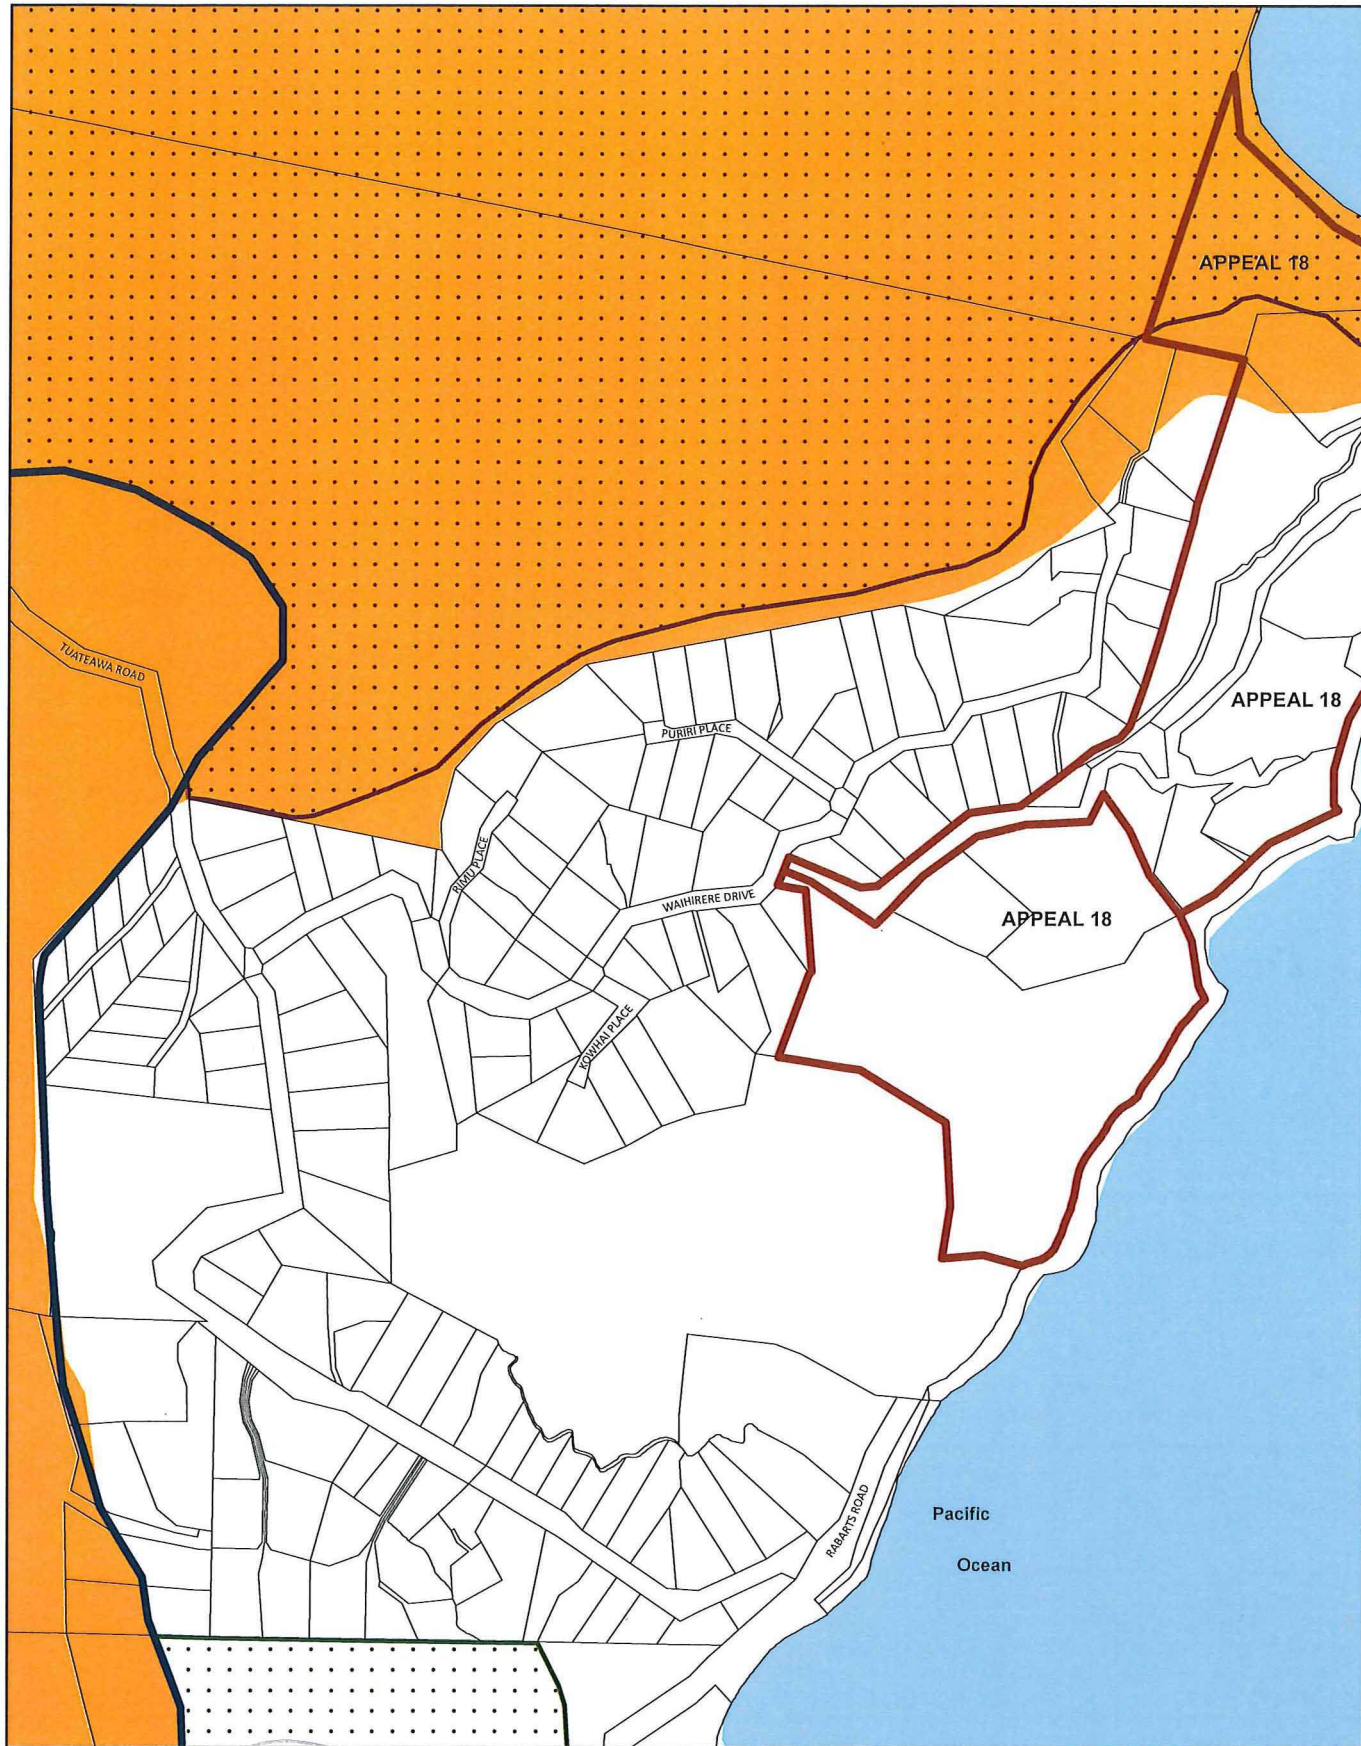 APPEAL 18
TUATEAWA ROAD
APPEAL 18
PURIRI PLACE
RIMU PLACE
WAIHIRERE DRIVE
APPEAL 18
KOWHAI PLACE
RABARTS ROAD
Pacific
Ocean